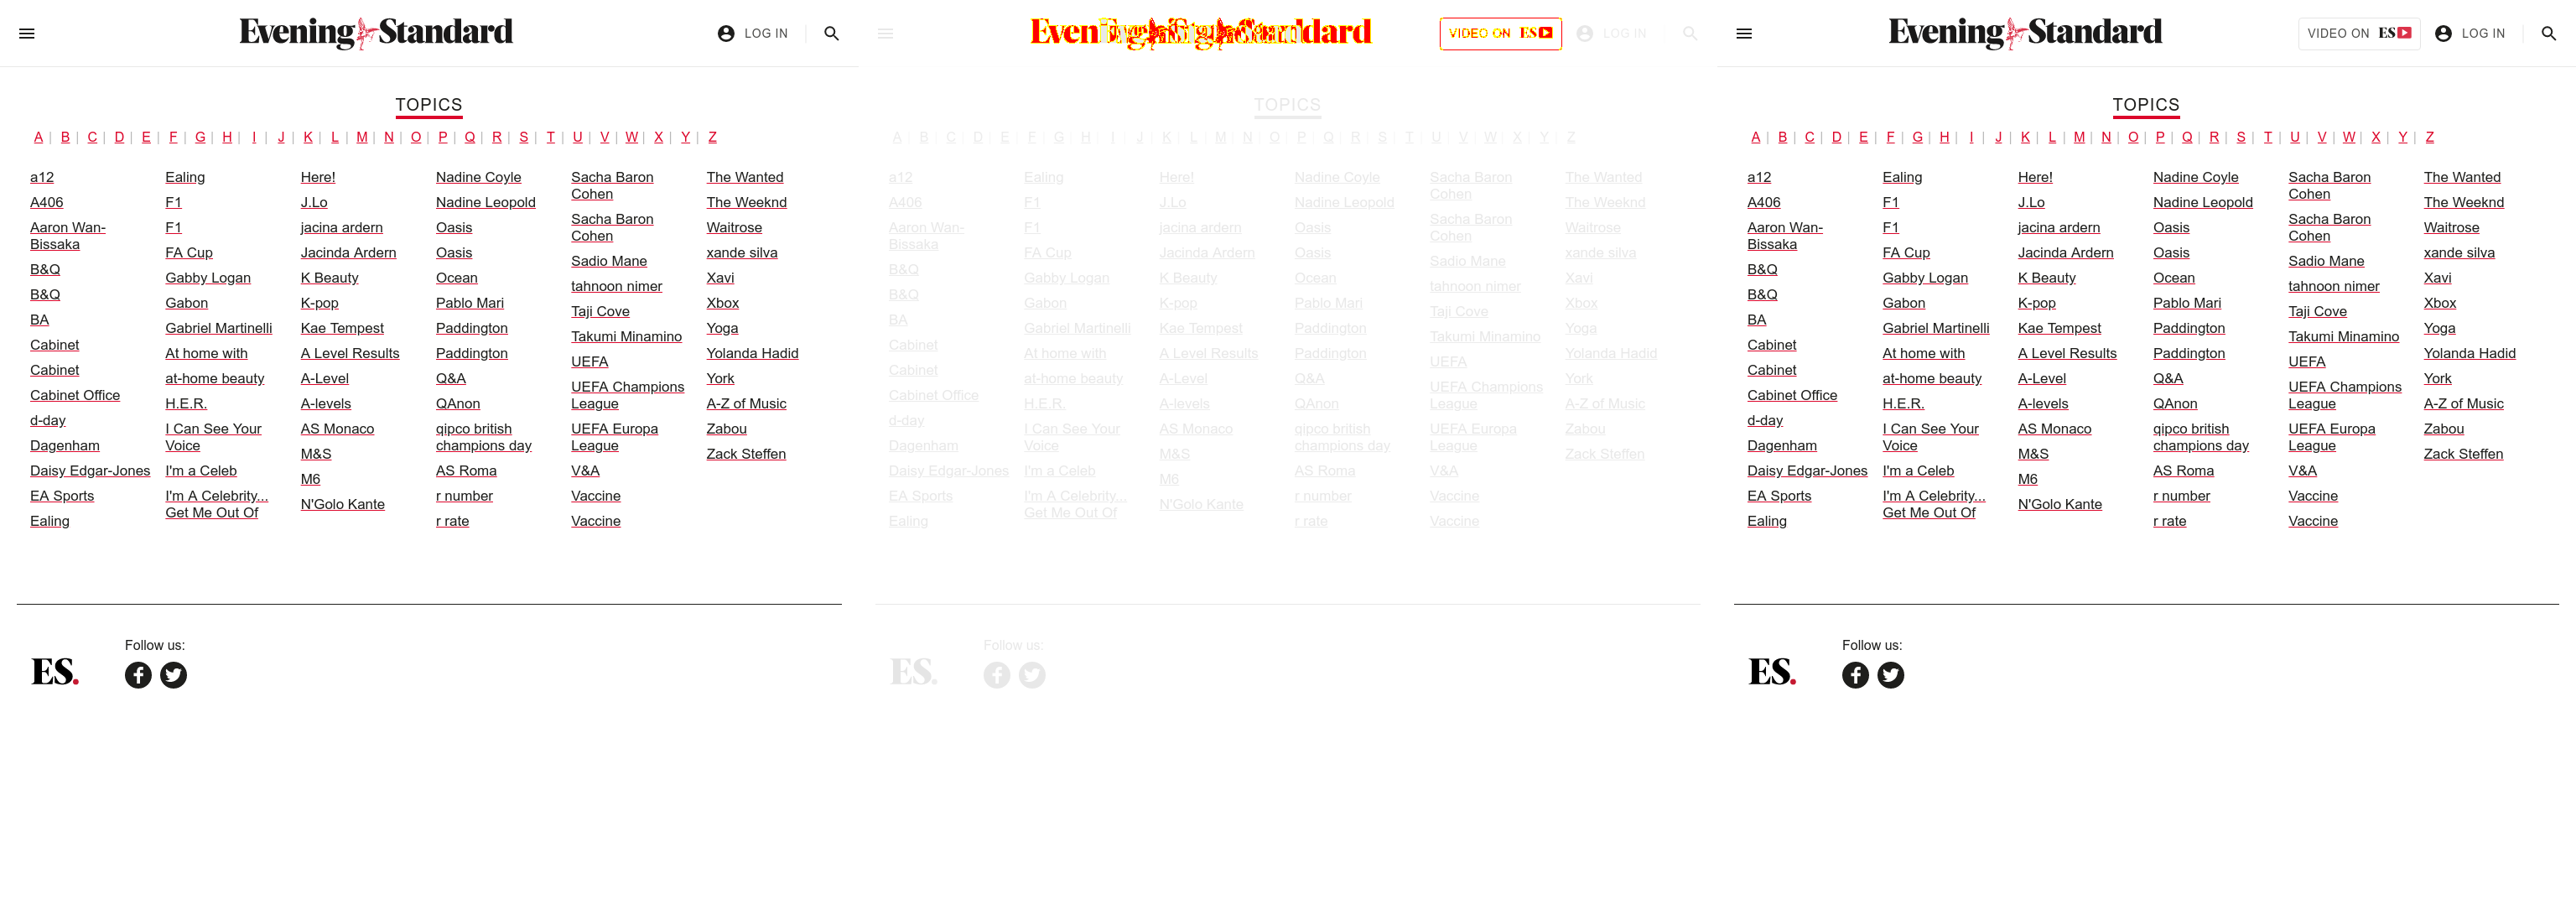 Evening Standard
LOG IN
TOPICS
A | B | C | D | E | F | G | H | I | J | K | L | M | N | O | P | Q | R | S | T | U | V | W | X | Y | Z
a12
A406
Aaron Wan-
Bissaka
B&Q
B&Q
BA
Cabinet
Cabinet
Cabinet Office
d-day
Dagenham
Daisy Edgar-Jones
EA Sports
Ealing
Ealing
F1
F1
FA Cup
Gabby Logan
Gabon
Gabriel Martinelli
At home with
at-home beauty
H.E.R.
I Can See Your
Voice
I'm a Celeb
I'm A Celebrity...
Get Me Out Of
Here!
J.Lo
jacina ardern
Jacinda Ardern
K Beauty
K-pop
Kae Tempest
A Level Results
A-Level
A-levels
AS Monaco
M&S
M6
N'Golo Kante
Nadine Coyle
Nadine Leopold
Oasis
Oasis
Ocean
Pablo Mari
Paddington
Paddington
Q&A
QAnon
qipco british
champions day
AS Roma
r number
r rate
Sacha Baron
Cohen
Sacha Baron
Cohen
Sadio Mane
tahnoon nimer
Taji Cove
Takumi Minamino
UEFA
UEFA Champions
League
UEFA Europa
League
V&A
Vaccine
Vaccine
The Wanted
The Weeknd
Waitrose
xande silva
Xavi
Xbox
Yoga
Yolanda Hadid
York
A-Z of Music
Zabou
Zack Steffen
ES.
Follow us:
VIDEO ON ES
LOG IN
TOPICS
A | B | C | D | E | F | G | H | I | J | K | L | M | N | O | P | Q | R | S | T | U | V | W | X | Y | Z
a12
A406
Aaron Wan-
Bissaka
B&Q
B&Q
BA
Cabinet
Cabinet
Cabinet Office
d-day
Dagenham
Daisy Edgar-Jones
EA Sports
Ealing
Ealing
F1
F1
FA Cup
Gabby Logan
Gabon
Gabriel Martinelli
At home with
at-home beauty
H.E.R.
I Can See Your
Voice
I'm a Celeb
I'm A Celebrity...
Get Me Out Of
Here!
J.Lo
jacina ardern
Jacinda Ardern
K Beauty
K-pop
Kae Tempest
A Level Results
A-Level
A-levels
AS Monaco
M&S
M6
N'Golo Kante
Nadine Coyle
Nadine Leopold
Oasis
Oasis
Ocean
Pablo Mari
Paddington
Paddington
Q&A
QAnon
qipco british
champions day
AS Roma
r number
r rate
Sacha Baron
Cohen
Sacha Baron
Cohen
Sadio Mane
tahnoon nimer
Taji Cove
Takumi Minamino
UEFA
UEFA Champions
League
UEFA Europa
League
V&A
Vaccine
Vaccine
The Wanted
The Weeknd
Waitrose
xande silva
Xavi
Xbox
Yoga
Yolanda Hadid
York
A-Z of Music
Zabou
Zack Steffen
ES.
Follow us:
Evening Standard
VIDEO ON ES
LOG IN
TOPICS
A | B | C | D | E | F | G | H | I | J | K | L | M | N | O | P | Q | R | S | T | U | V | W | X | Y | Z
a12
A406
Aaron Wan-
Bissaka
B&Q
B&Q
BA
Cabinet
Cabinet
Cabinet Office
d-day
Dagenham
Daisy Edgar-Jones
EA Sports
Ealing
Ealing
F1
F1
FA Cup
Gabby Logan
Gabon
Gabriel Martinelli
At home with
at-home beauty
H.E.R.
I Can See Your
Voice
I'm a Celeb
I'm A Celebrity...
Get Me Out Of
Here!
J.Lo
jacina ardern
Jacinda Ardern
K Beauty
K-pop
Kae Tempest
A Level Results
A-Level
A-levels
AS Monaco
M&S
M6
N'Golo Kante
Nadine Coyle
Nadine Leopold
Oasis
Oasis
Ocean
Pablo Mari
Paddington
Paddington
Q&A
QAnon
qipco british
champions day
AS Roma
r number
r rate
Sacha Baron
Cohen
Sacha Baron
Cohen
Sadio Mane
tahnoon nimer
Taji Cove
Takumi Minamino
UEFA
UEFA Champions
League
UEFA Europa
League
V&A
Vaccine
Vaccine
The Wanted
The Weeknd
Waitrose
xande silva
Xavi
Xbox
Yoga
Yolanda Hadid
York
A-Z of Music
Zabou
Zack Steffen
ES.
Follow us: